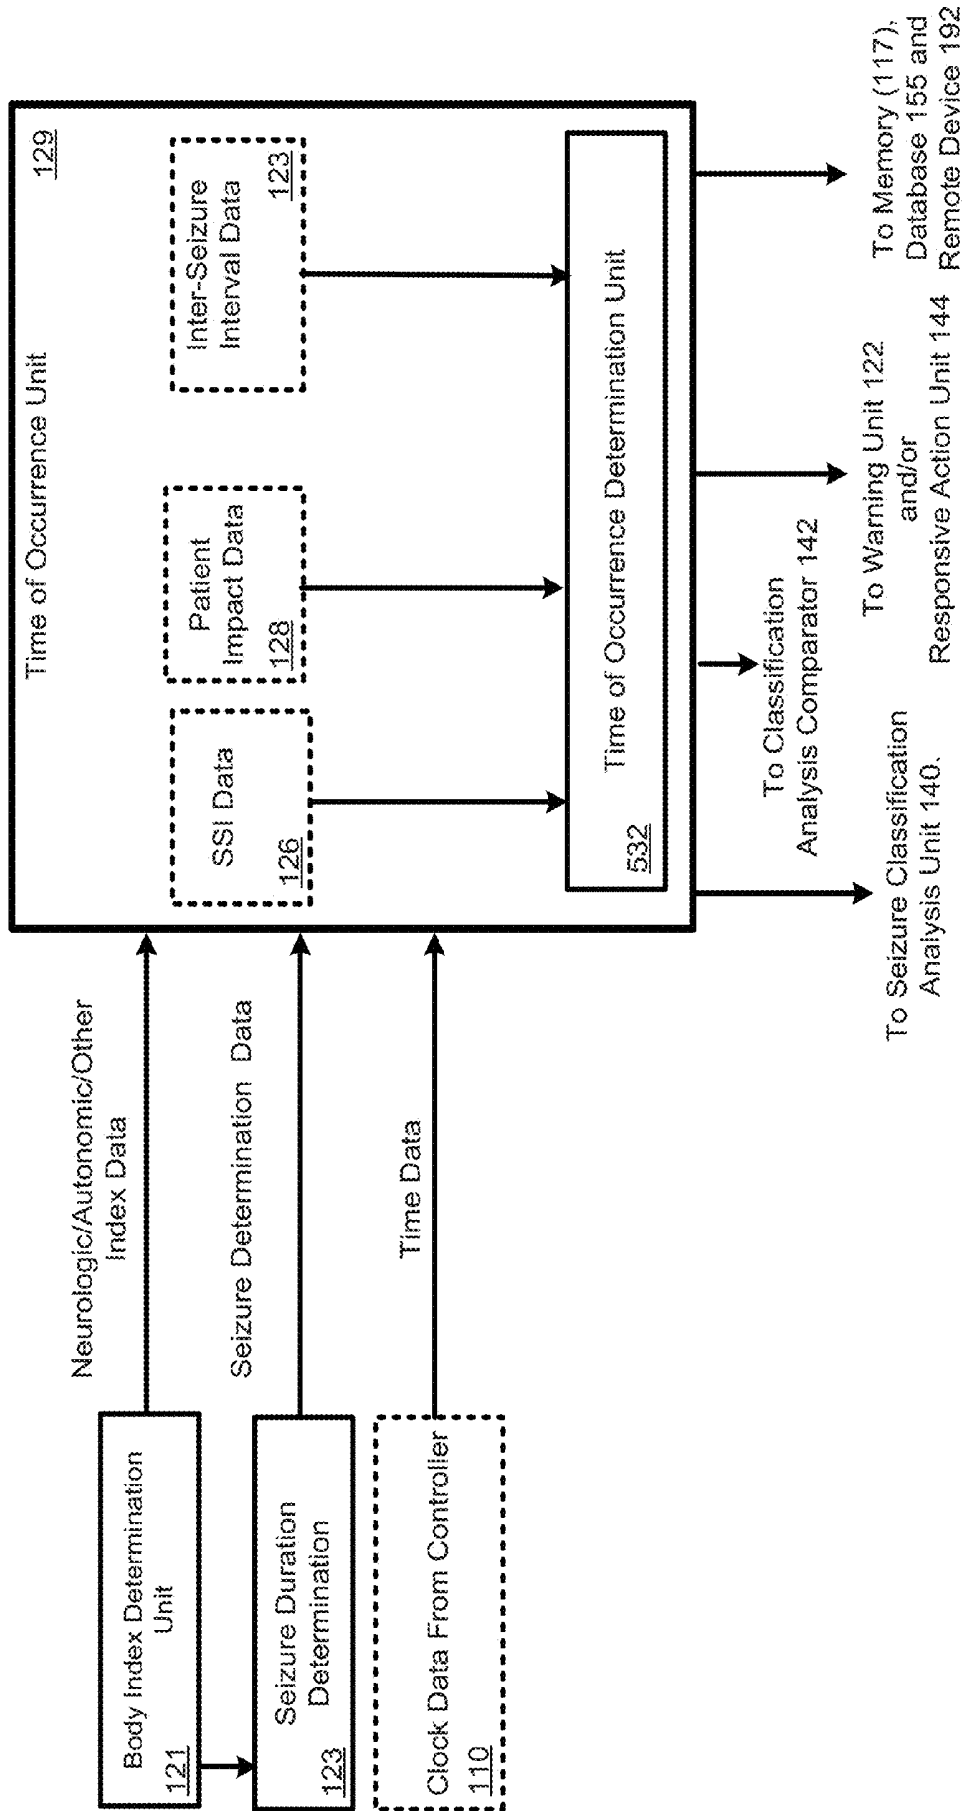 Time of Occurrence Unit
129
Body Index Determination
Unit
121
Neurologic/Autonomic/Other
Index Data
Seizure Duration
Determination
123
Seizure Determination Data
Clock Data From Controller
110
Time Data
SSI Data
126
Patient
Impact Data
128
Inter-Seizure
Interval Data
123
Time of Occurrence Determination Unit
532
To Seizure Classification
Analysis Unit 140.
To Classification
Analysis Comparator 142
To Warning Unit 122
and/or
Responsive Action Unit 144
To Memory (117),
Database 155 and
Remote Device 192